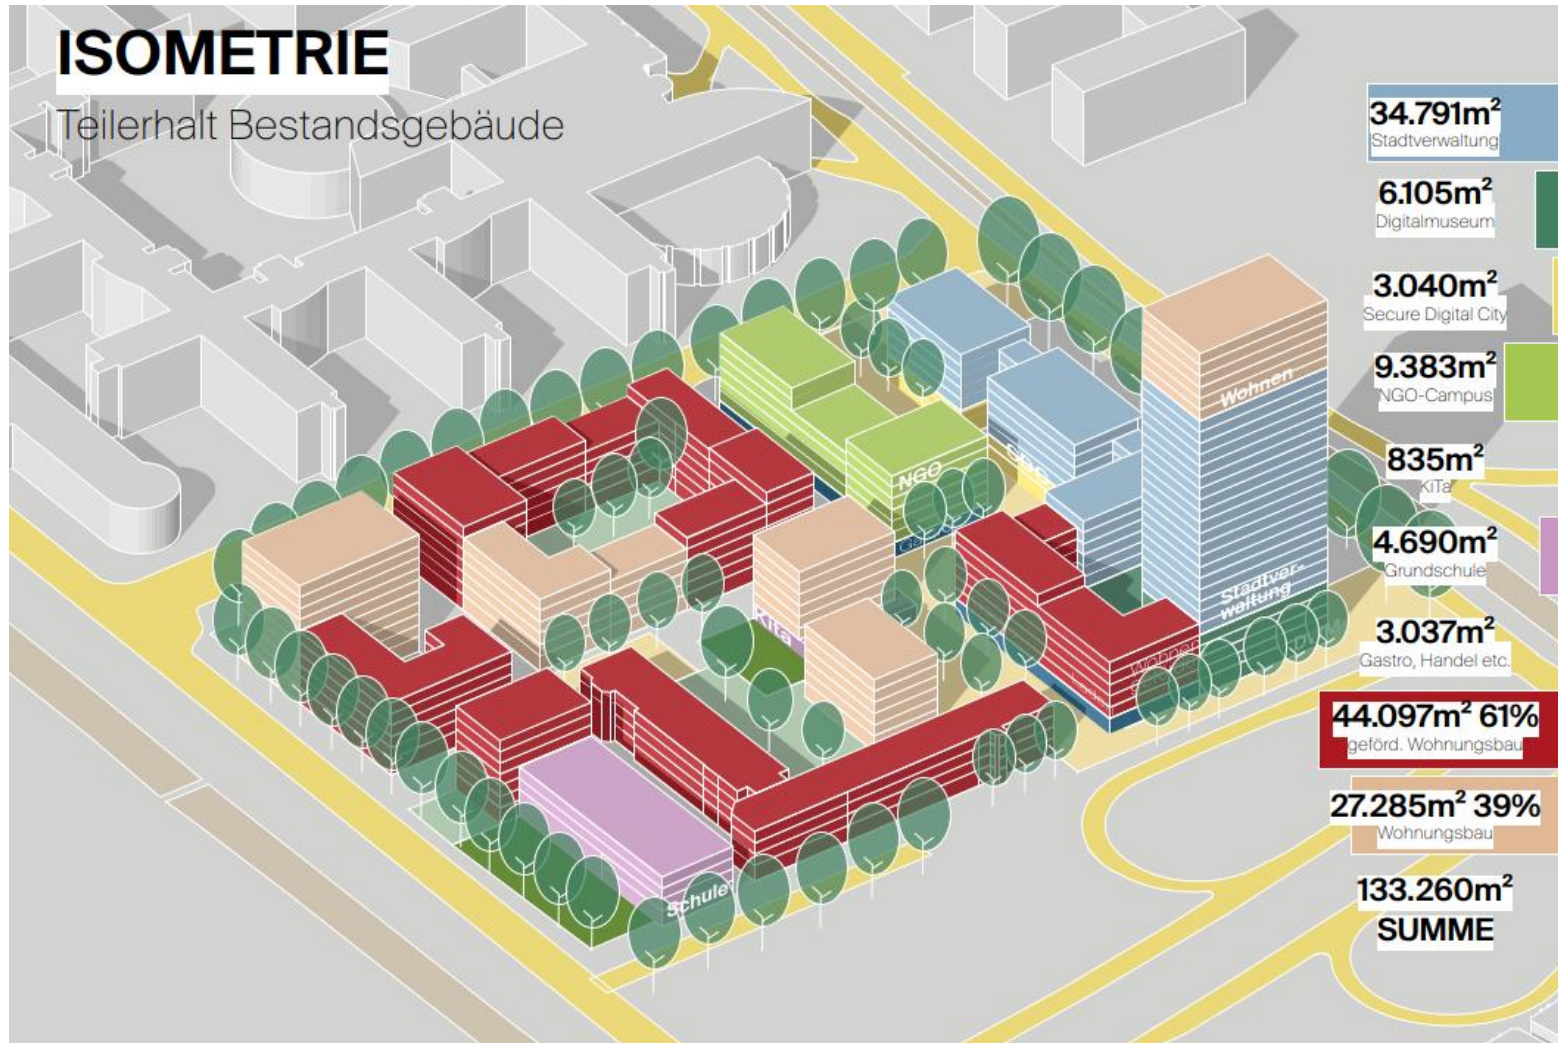 ISOMETRIE
Teilerhalt Bestandsgebäude
34.791m²
Stadtverwaltung
6.105m²
Digitalmuseum
3.040m²
Secure Digital City
9.383m²
NGO-Campus
835m²
KiTa
4.690m²
Grundschule
3.037m²
Gastro, Handel etc.
44.097m² 61%
geförd. Wohnungsbau
27.285m² 39%
Wohnungsbau
133.260m²
SUMME
Wohnen
NGO
Stadtver-
waltung
Kita
Wohnen
Schule